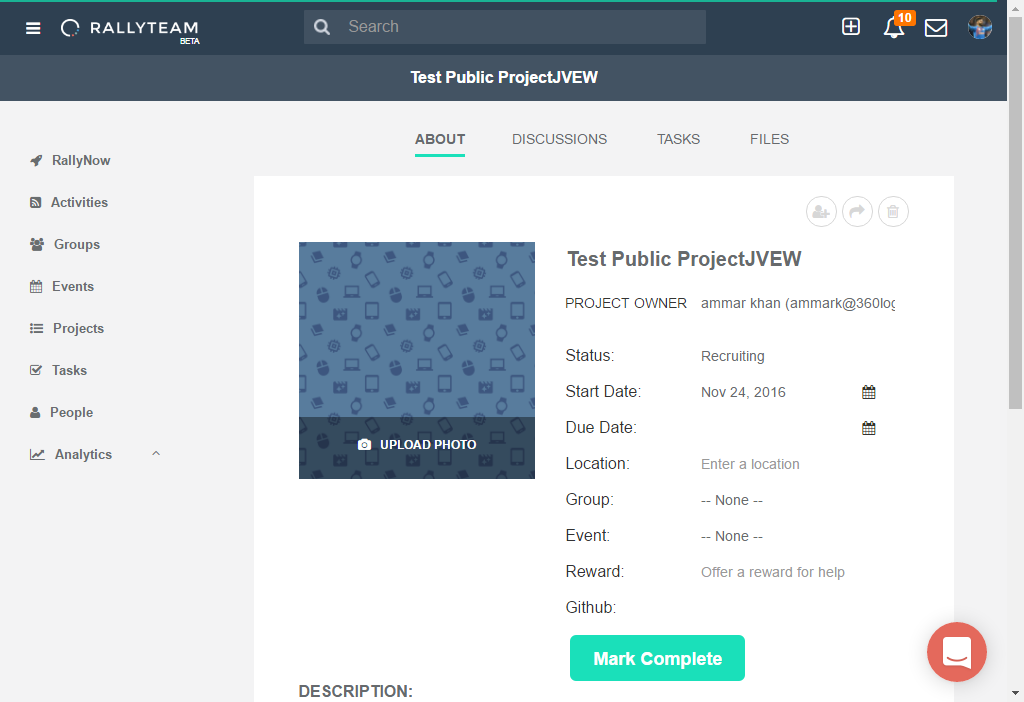 RALLYTEAM
BETA
Search
10
Test Public ProjectJVEW
ABOUT DISCUSSIONS TASKS FILES
RallyNow
Activities
Groups
Events
Projects
Tasks
People
Analytics
UPLOAD PHOTO
Test Public ProjectJVEW
PROJECT OWNER ammar khan (ammark@360log
Status: Recruiting
Start Date: Nov 24, 2016
Due Date:
Location: Enter a location
Group: -- None --
Event: -- None --
Reward: Offer a reward for help
Github:
Mark Complete
DESCRIPTION: